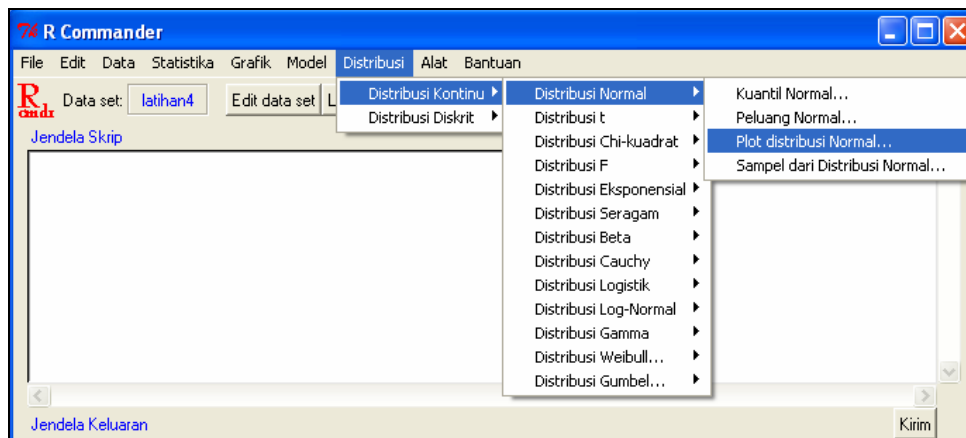 R Commander
File Edit Data Statistika Grafik Model Distribusi Alat Bantuan
R cmdr Data set: latihan4 Edit data set L
Distribusi Kontinu
Distribusi Diskrit
Distribusi Normal
Distribusi t
Distribusi Chi-kuadrat
Distribusi F
Distribusi Eksponensial
Distribusi Seragam
Distribusi Beta
Distribusi Cauchy
Distribusi Logistik
Distribusi Log-Normal
Distribusi Gamma
Distribusi Weibull...
Distribusi Gumbel...
Kuantil Normal...
Peluang Normal...
Plot distribusi Normal...
Sampel dari Distribusi Normal...
Jendela Skrip
Jendela Keluaran
Kirim